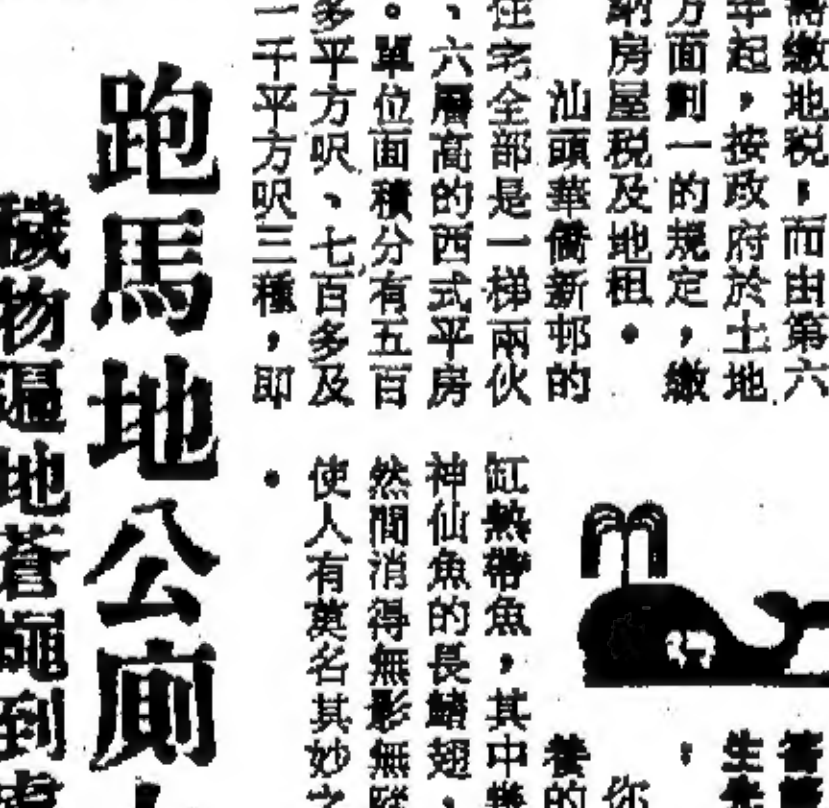 需繳地税，而由第六
年起，按政府於土地
方面劃一的規定，繳
納房屋税及地租。
汕頭華僑新邨的
住宅全部是一梯兩伙
、六層高的西式平房
。單位面積分有五百
多平方呎、七百多及
一千平方呎三種，即
你
養的
缸熱帶魚，其中幾
神仙魚的長鰭翅，
然間消得無影無蹤
使人有莫名其妙之
。
跑馬地公廁
穢物遍地蒼蠅到處